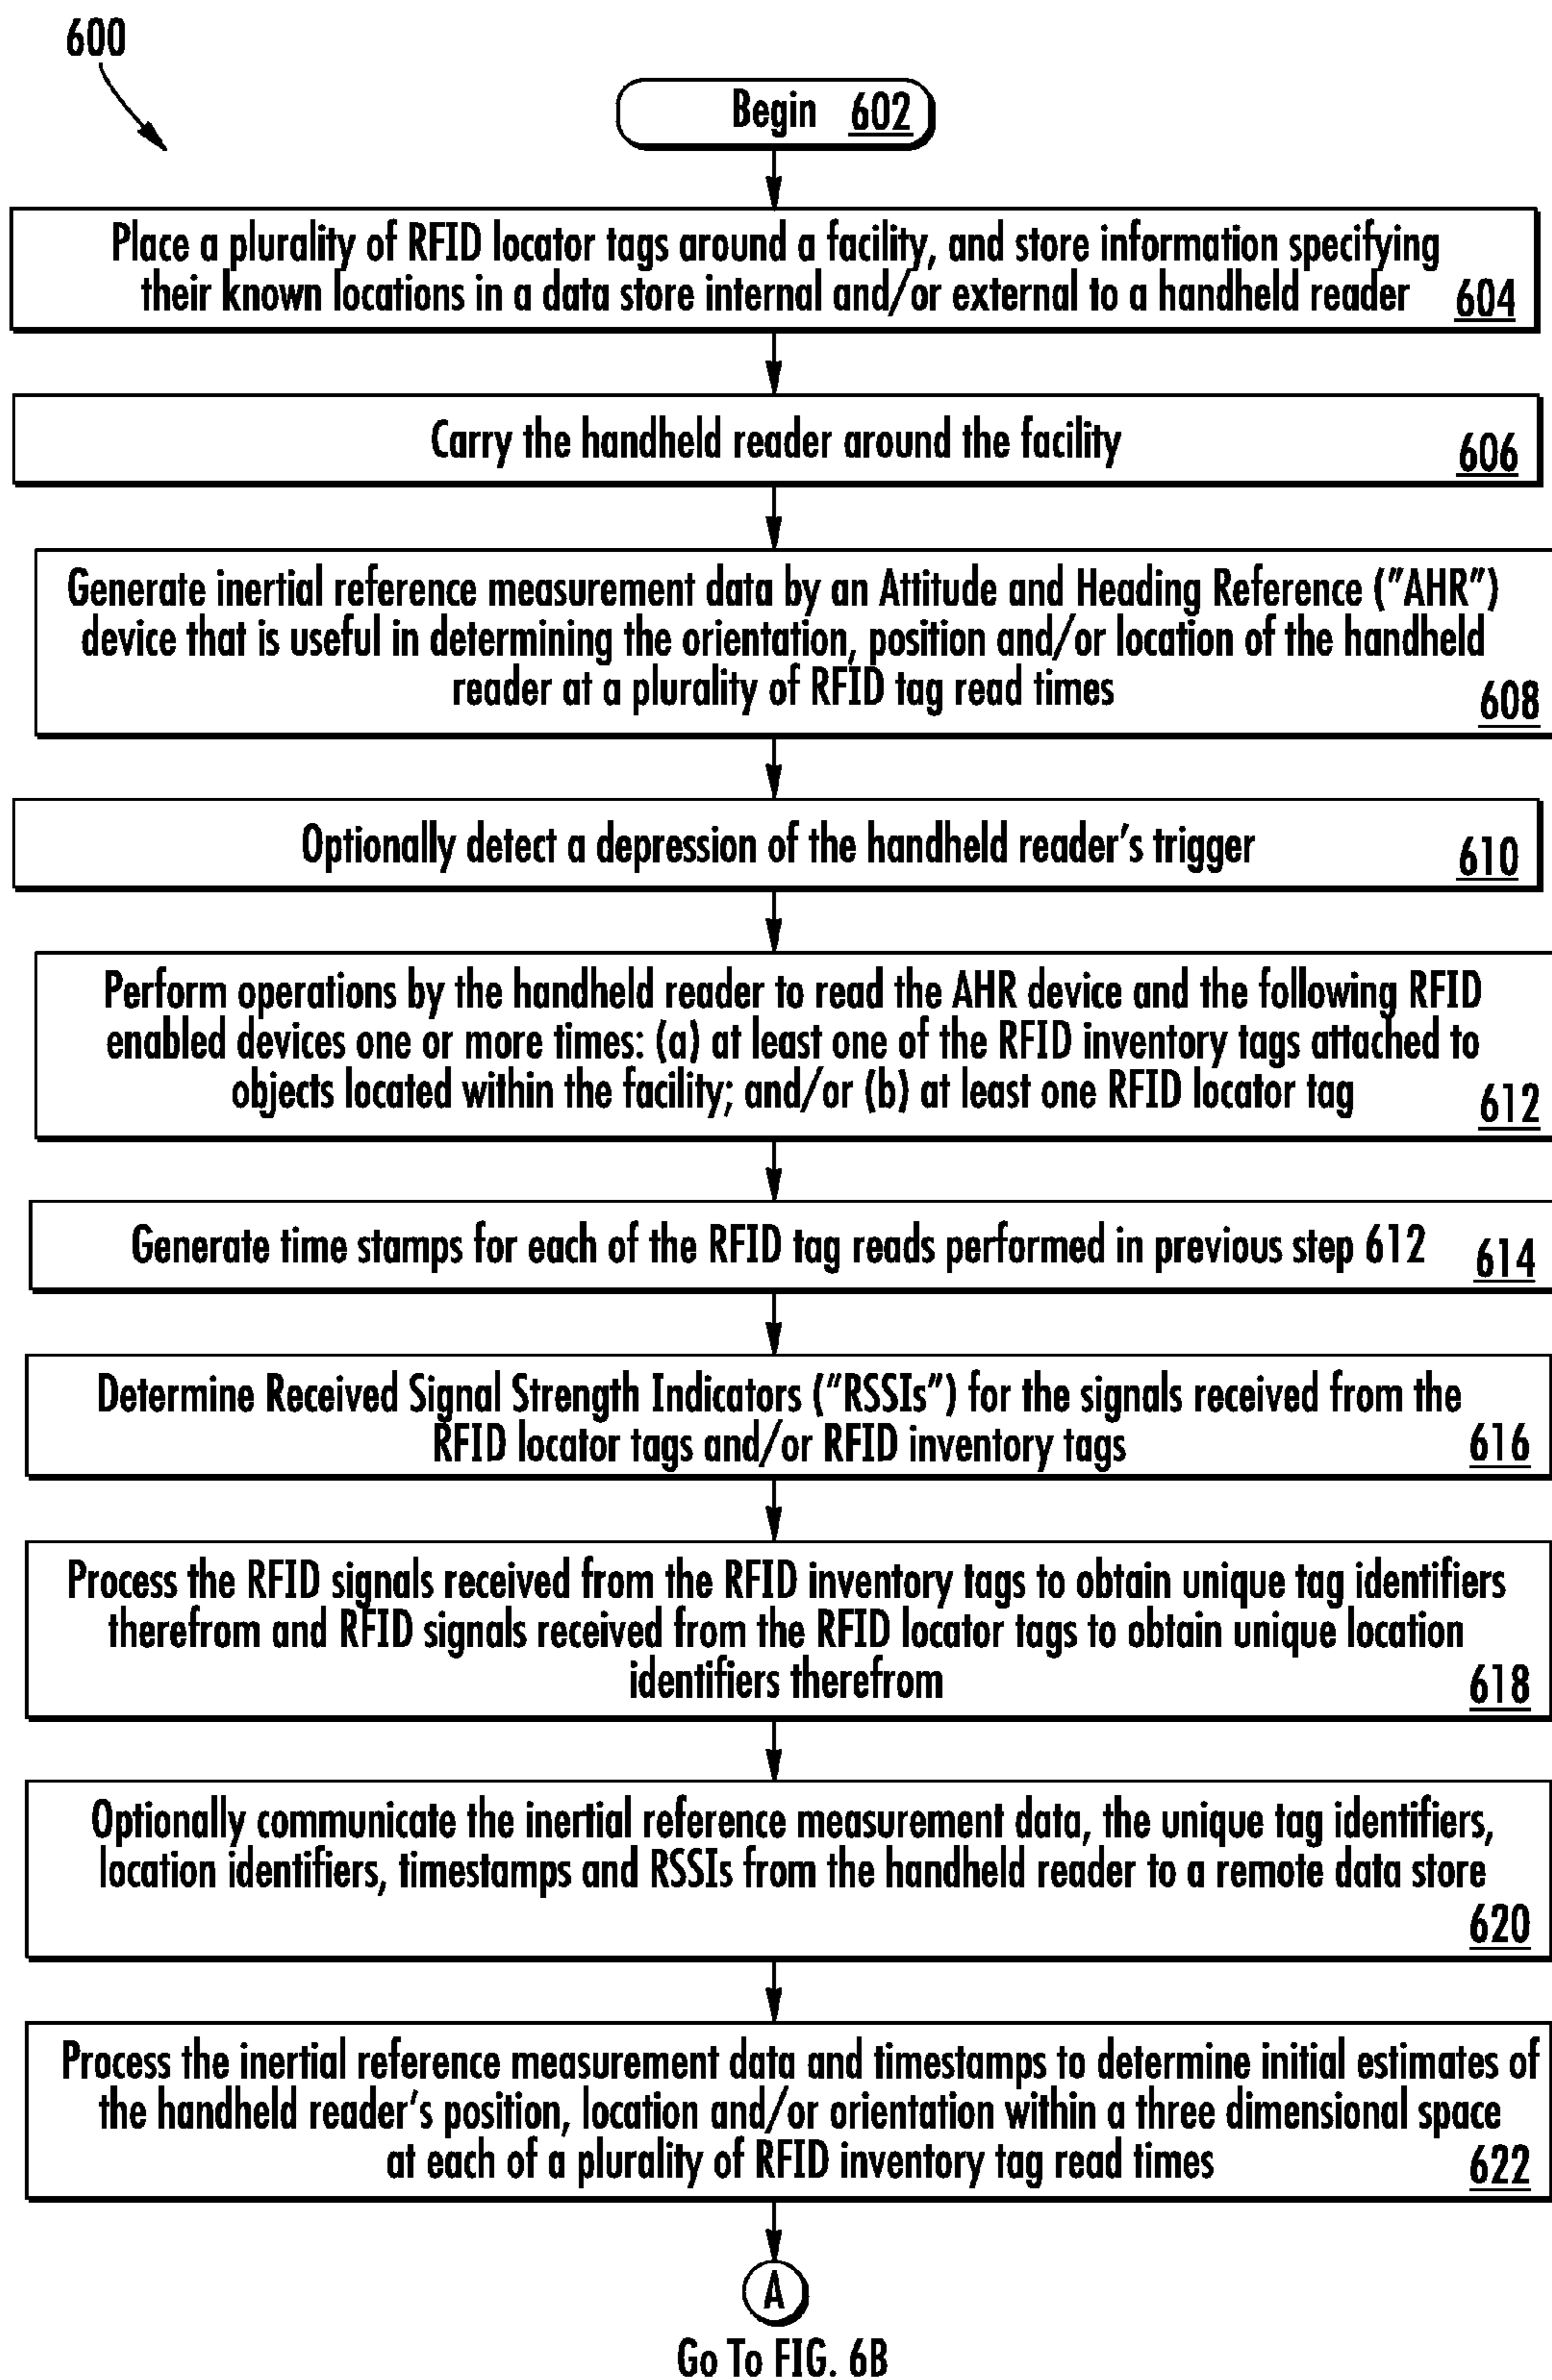 600
Begin 602
Place a plurality of RFID locator tags around a facility, and store information specifying
their known locations in a data store internal and/or external to a handheld reader 604
Carry the handheld reader around the facility 606
Generate inertial reference measurement data by an Attitude and Heading Reference ("AHR")
device that is useful in determining the orientation, position and/or location of the handheld
reader at a plurality of RFID tag read times 608
Optionally detect a depression of the handheld reader's trigger 610
Perform operations by the handheld reader to read the AHR device and the following RFID
enabled devices one or more times: (a) at least one of the RFID inventory tags attached to
objects located within the facility; and/or (b) at least one RFID locator tag 612
Generate time stamps for each of the RFID tag reads performed in previous step 612 614
Determine Received Signal Strength Indicators ("RSSIs") for the signals received from the
RFID locator tags and/or RFID inventory tags 616
Process the RFID signals received from the RFID inventory tags to obtain unique tag identifiers
therefrom and RFID signals received from the RFID locator tags to obtain unique location
identifiers therefrom 618
Optionally communicate the inertial reference measurement data, the unique tag identifiers,
location identifiers, timestamps and RSSIs from the handheld reader to a remote data store
620
Process the inertial reference measurement data and timestamps to determine initial estimates of
the handheld reader's position, location and/or orientation within a three dimensional space
at each of a plurality of RFID inventory tag read times 622
A
Go To FIG. 6B